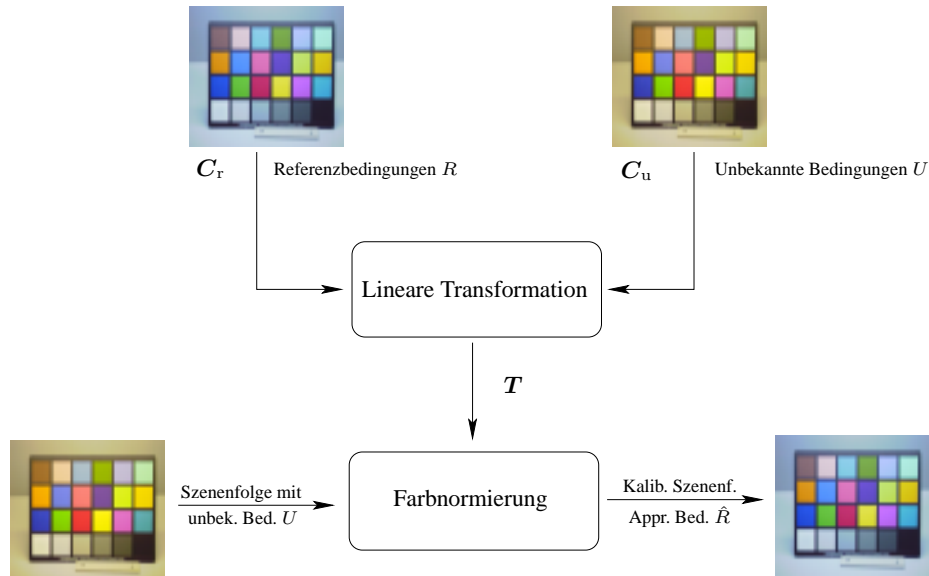 C_r
Referenzbedingungen R
C_u
Unbekannte Bedingungen U
Lineare Transformation
T
Szenenfolge mit
unbek. Bed. U
Farbnormierung
Kalib. Szenenf.
Appr. Bed. R̂